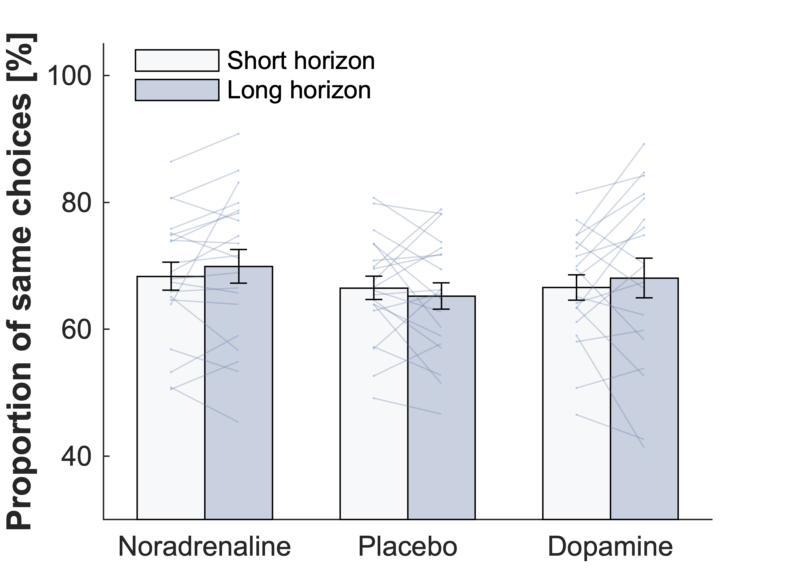 Proportion of same choices [%]
100
80
60
40
Short horizon
Long horizon
Noradrenaline
Placebo
Dopamine